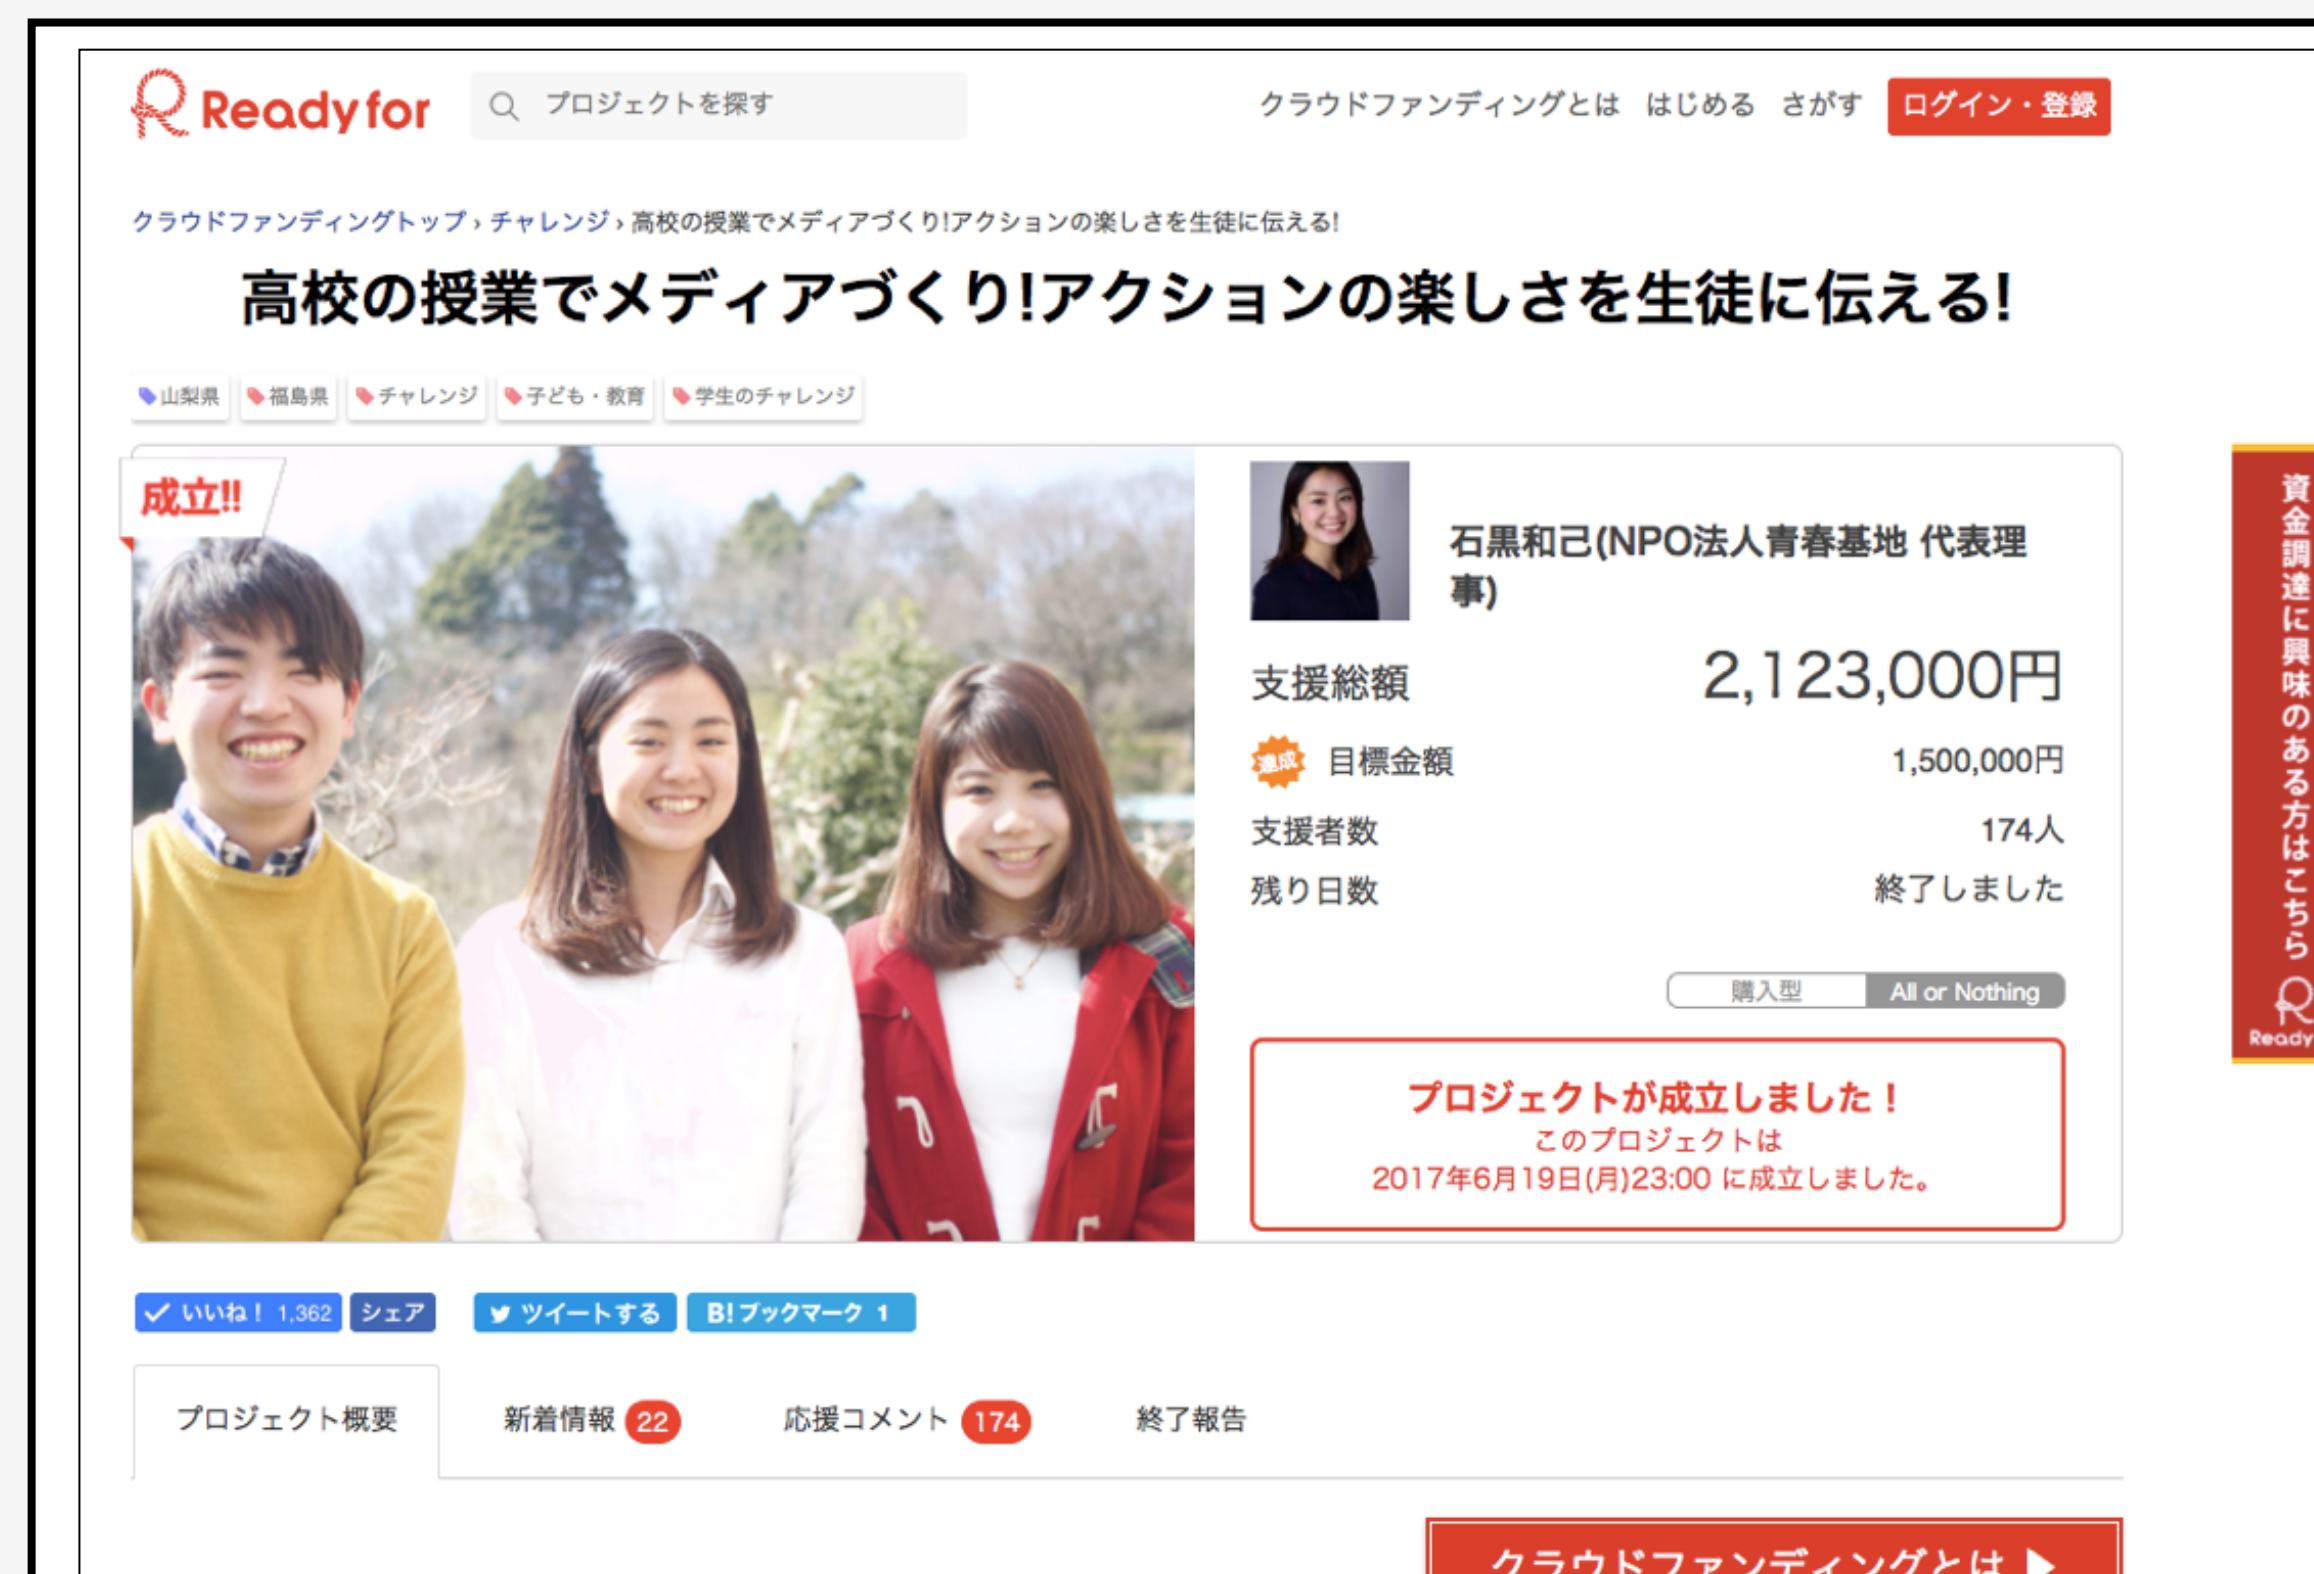 Readyfor
プロジェクトを探す
クラウドファンディングとは はじめる さがす ログイン・登録
クラウドファンディングトップ › チャレンジ › 高校の授業でメディアづくり!アクションの楽しさを生徒に伝える!
高校の授業でメディアづくり!アクションの楽しさを生徒に伝える!
山梨県 福島県 チャレンジ 子ども・教育 学生のチャレンジ
成立!!
石黒和己(NPO法人青春基地 代表理
事)
支援総額 2,123,000円
達成 目標金額 1,500,000円
支援者数 174人
残り日数 終了しました
購入型 All or Nothing
プロジェクトが成立しました！
このプロジェクトは
2017年6月19日(月)23:00 に成立しました。
資金調達に興味のある方はこちら
Ready
いいね！ 1,362 シェア ツイートする B!ブックマーク 1
プロジェクト概要 新着情報 22 応援コメント 174 終了報告
クラウドファンディングとは ▶